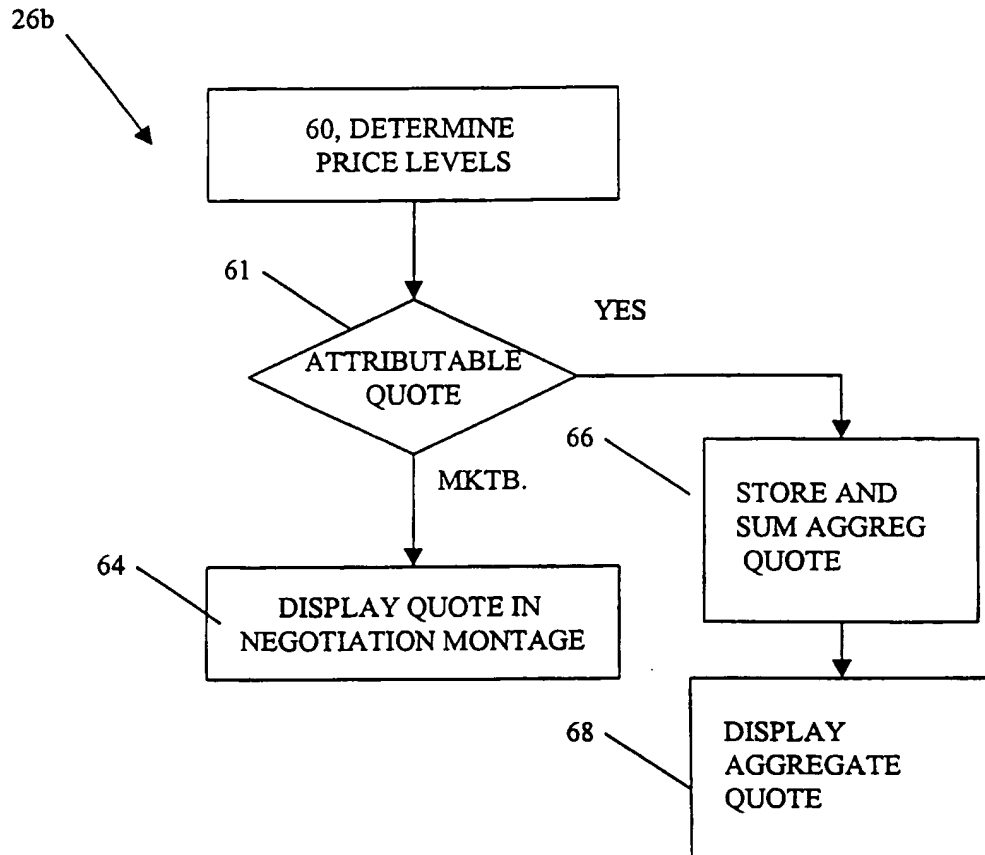 26b
60, DETERMINE
PRICE LEVELS
61
YES
ATTRIBUTABLE
QUOTE
MKTB.
66
STORE AND
SUM AGGREG
QUOTE
64
DISPLAY QUOTE IN
NEGOTIATION MONTAGE
68
DISPLAY
AGGREGATE
QUOTE